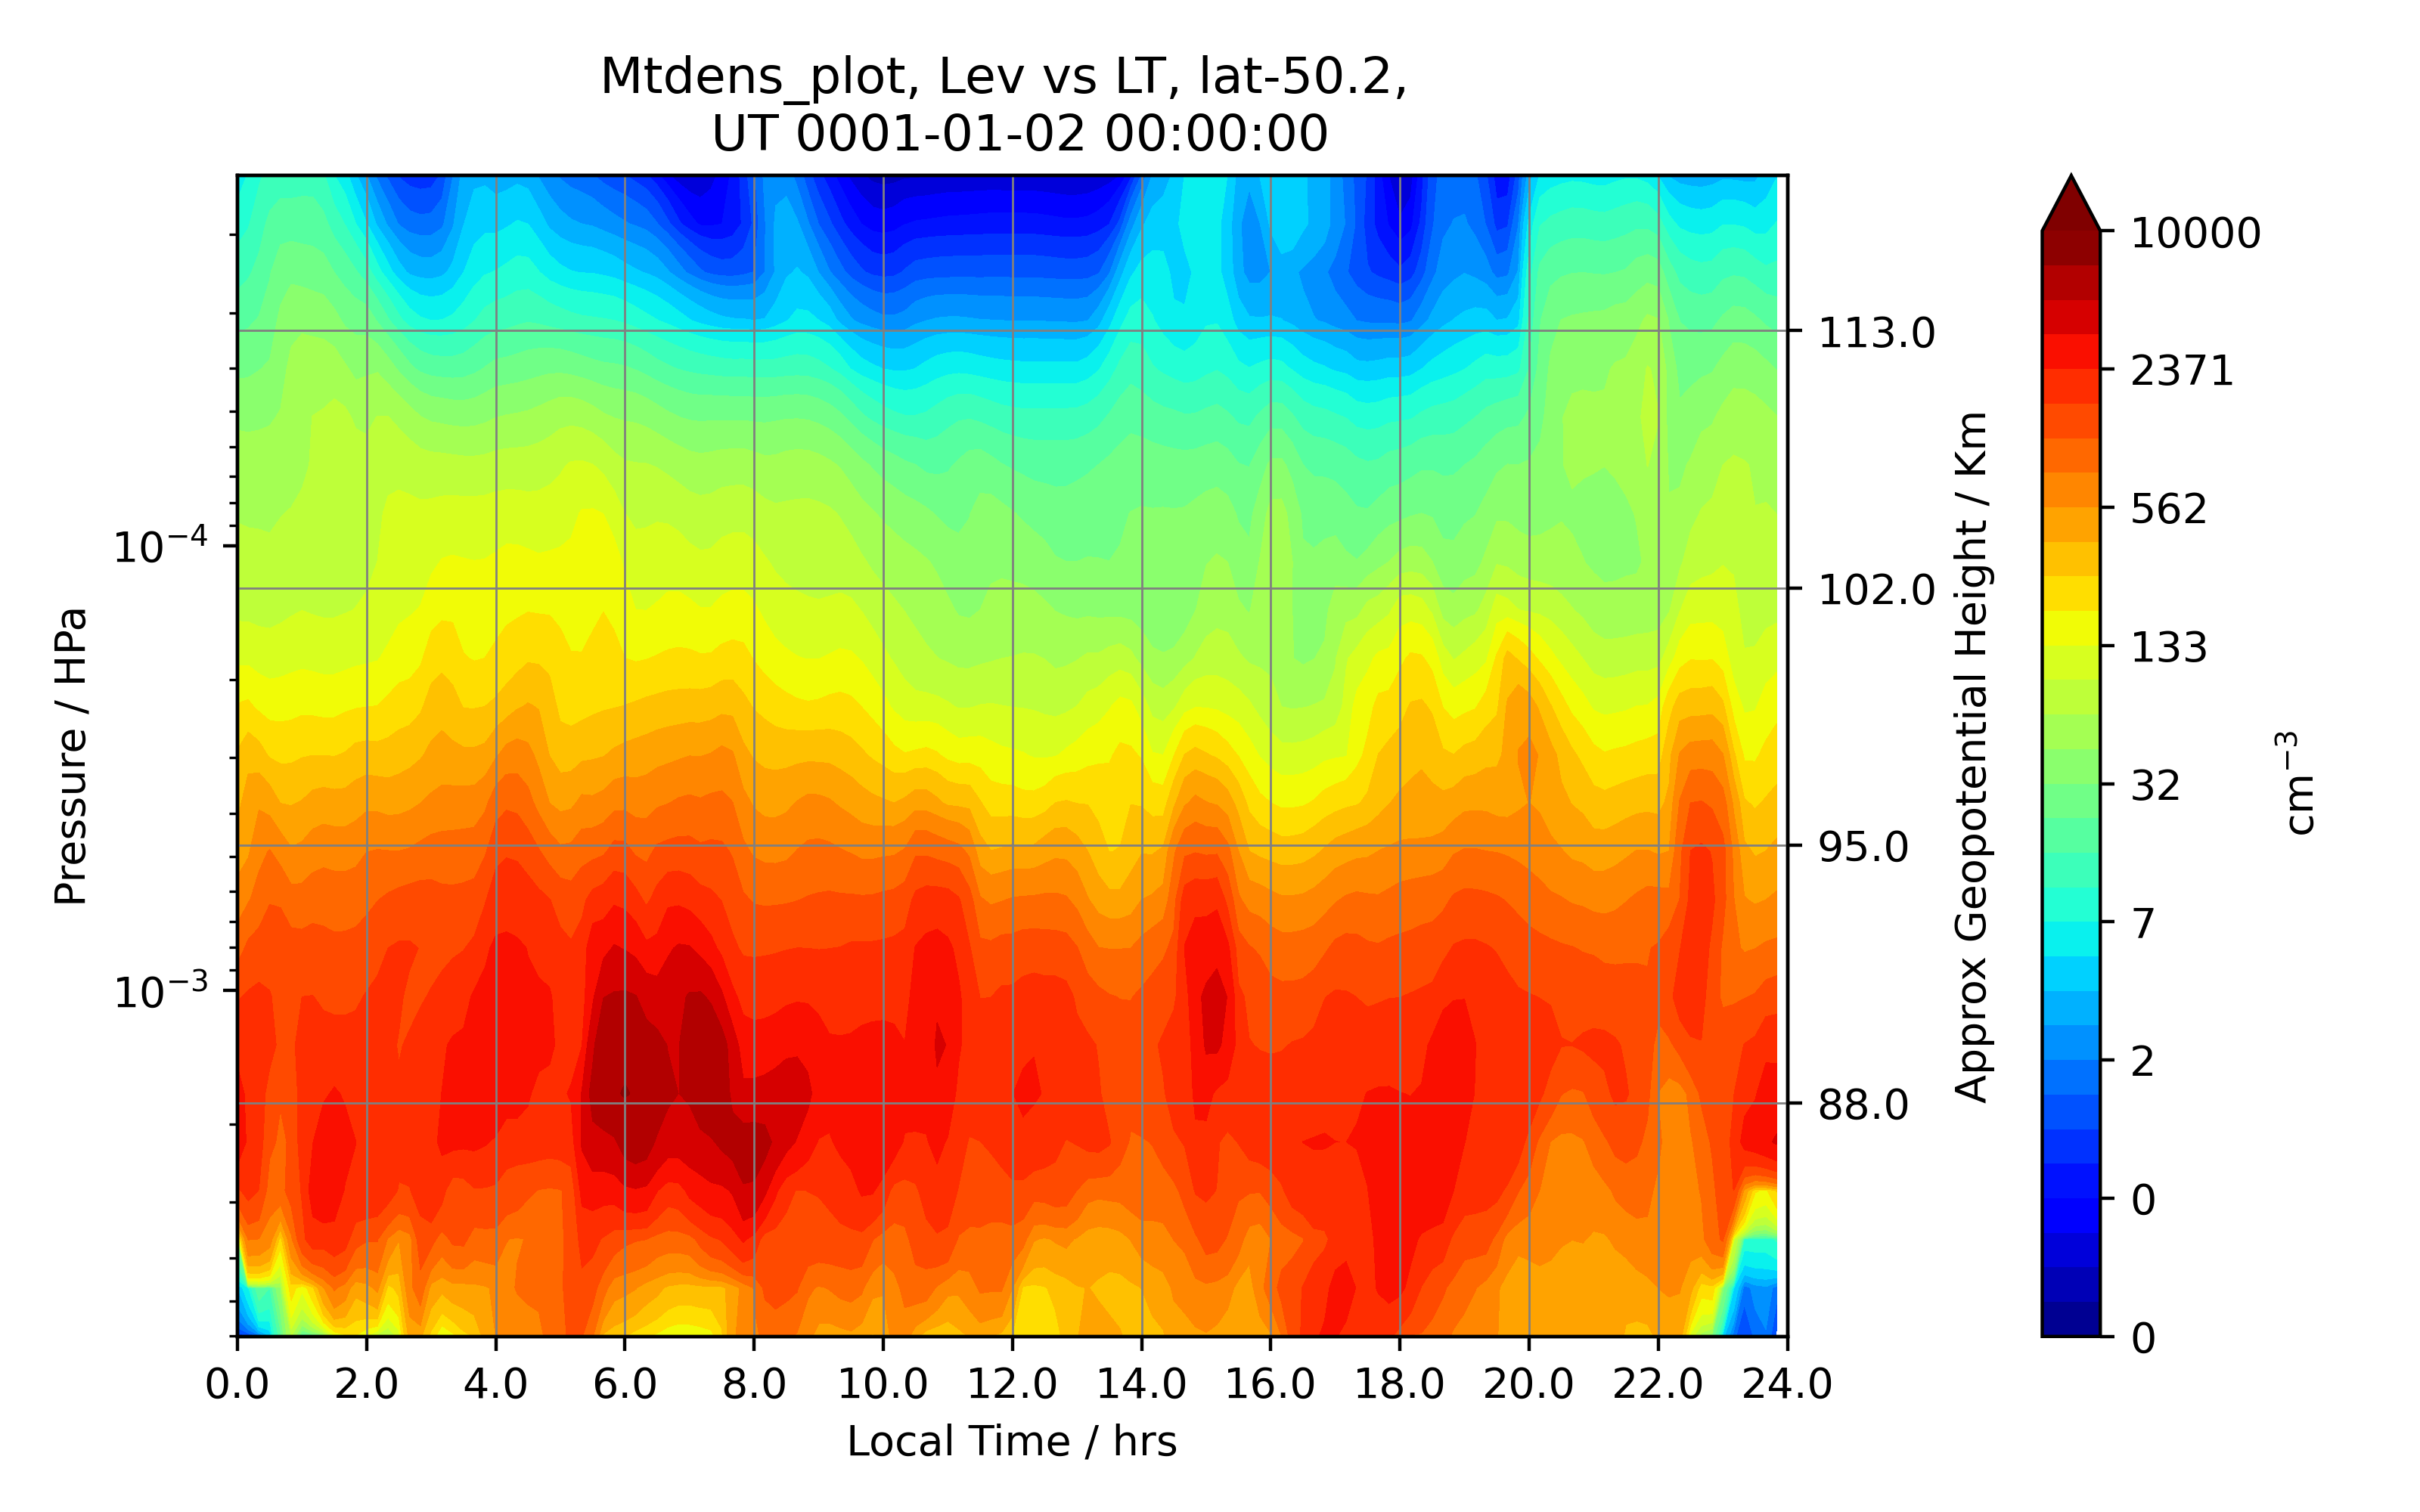 Mtdens_plot, Lev vs LT, lat-50.2,
UT 0001-01-02 00:00:00
Pressure / HPa
10⁻⁴
10⁻³
0.0 2.0 4.0 6.0 8.0 10.0 12.0 14.0 16.0 18.0 20.0 22.0 24.0
Local Time / hrs
113.0
102.0
95.0
88.0
Approx Geopotential Height / Km
10000
2371
562
133
32
7
2
0
0
cm⁻³